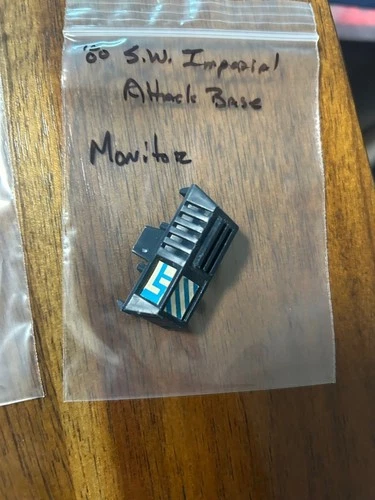 '80 S.W. Imperial
Attack Base
Monitor